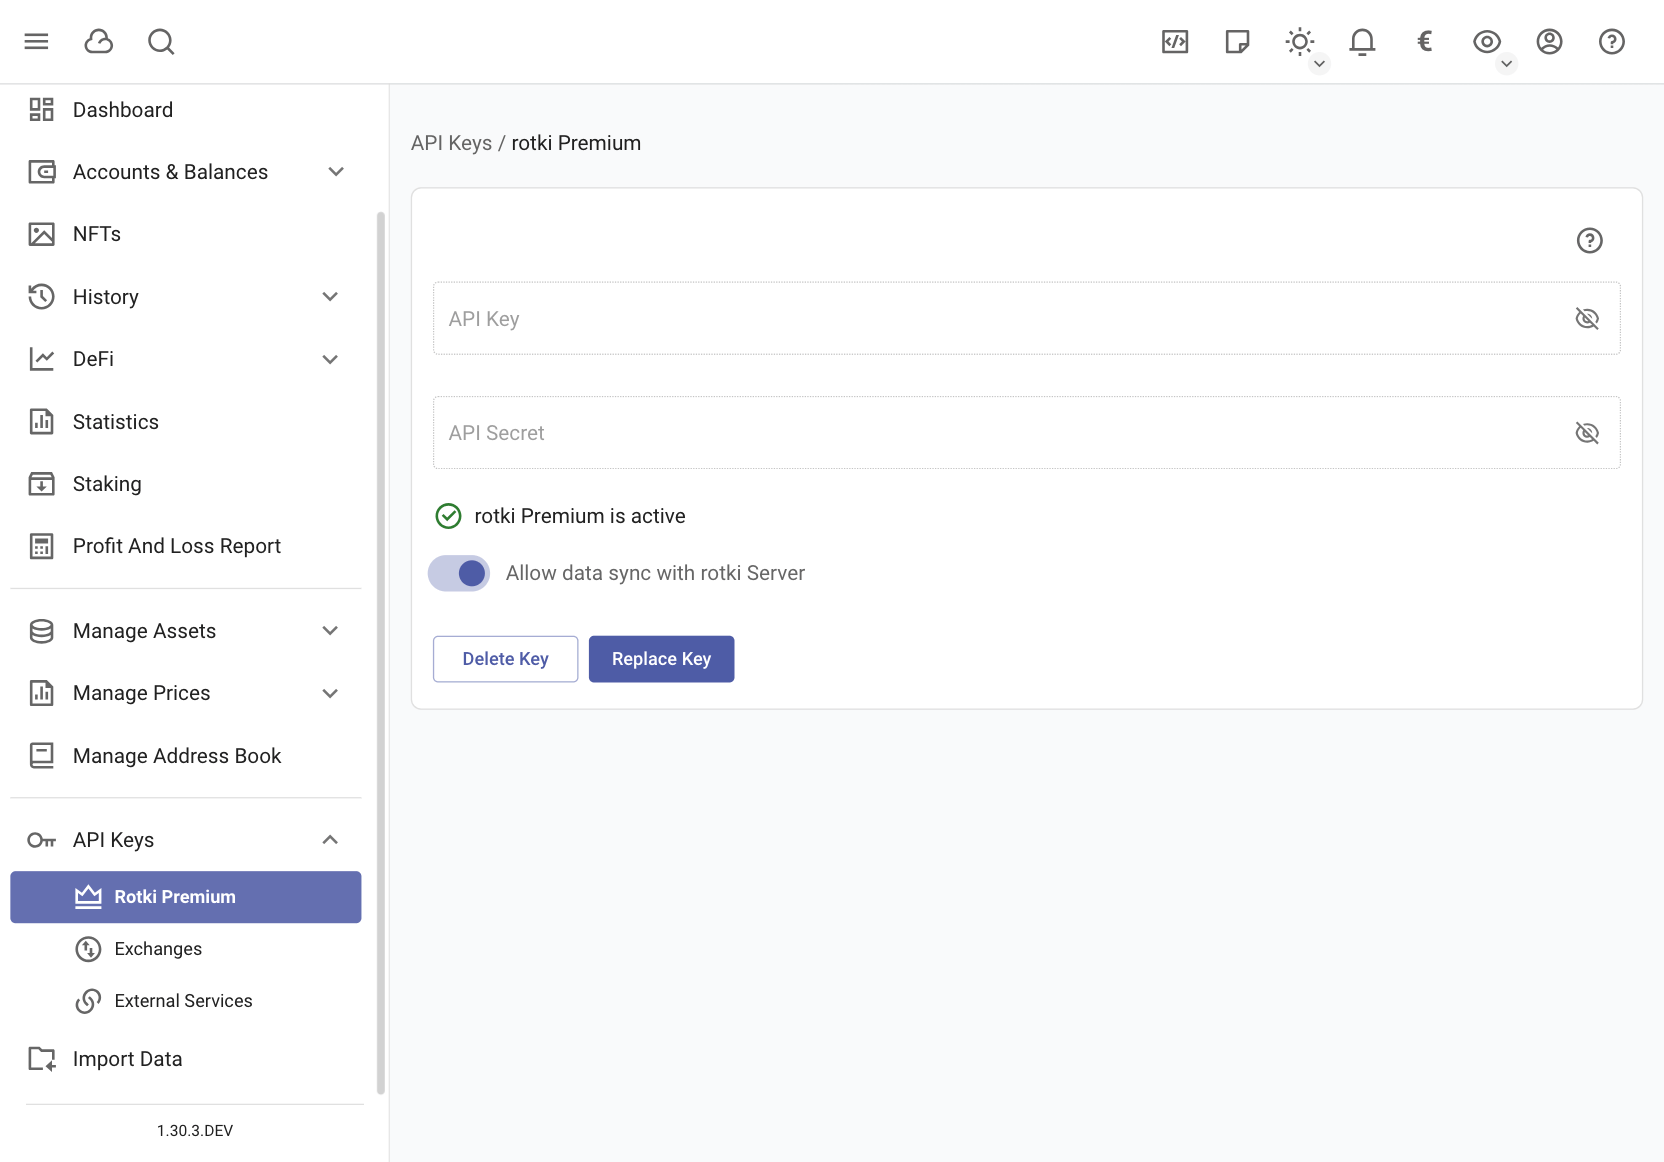 €
Dashboard
Accounts & Balances
NFTs
History
DeFi
Statistics
Staking
Profit And Loss Report
Manage Assets
Manage Prices
Manage Address Book
API Keys
Rotki Premium
Exchanges
External Services
Import Data
1.30.3.DEV
API Keys / rotki Premium
API Key
API Secret
rotki Premium is active
Allow data sync with rotki Server
Delete Key
Replace Key